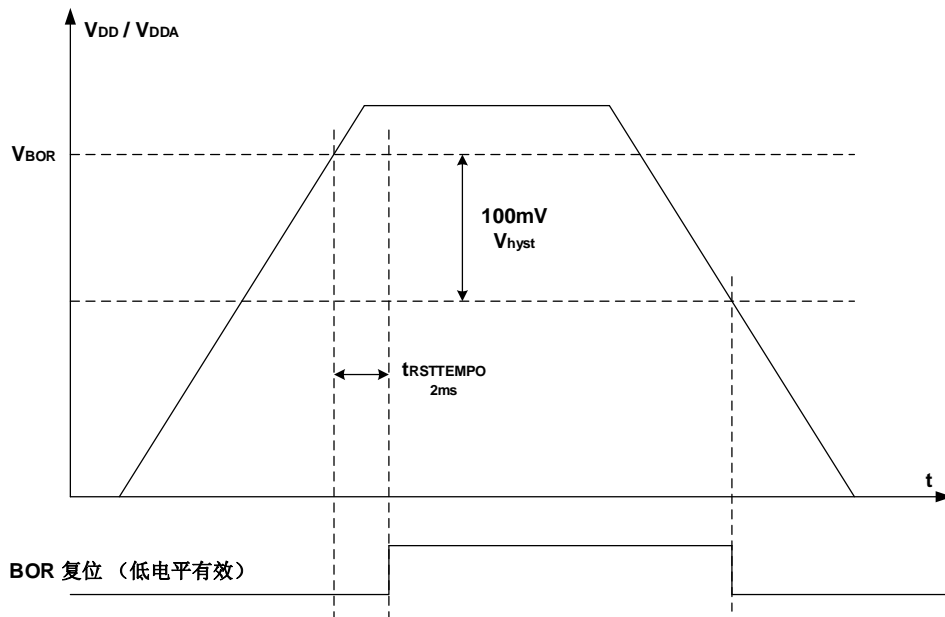 VDD / VDDA
VBOR
100mV
Vhyst
tRSTTEMPO
2ms
t
BOR 复位 （低电平有效）